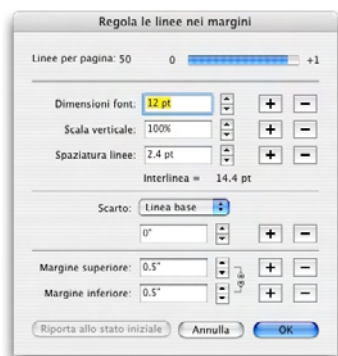 Regola le linee nei margini
Linee per pagina: 50 0 +1
Dimensioni font: 12 pt + −
Scala verticale: 100% + −
Spaziatura linee: 2.4 pt + −
Interlinea = 14.4 pt
Scarto: Linea base
0" + −
Margine superiore: 0.5" + −
Margine inferiore: 0.5" + −
Riporta allo stato iniziale Annulla OK